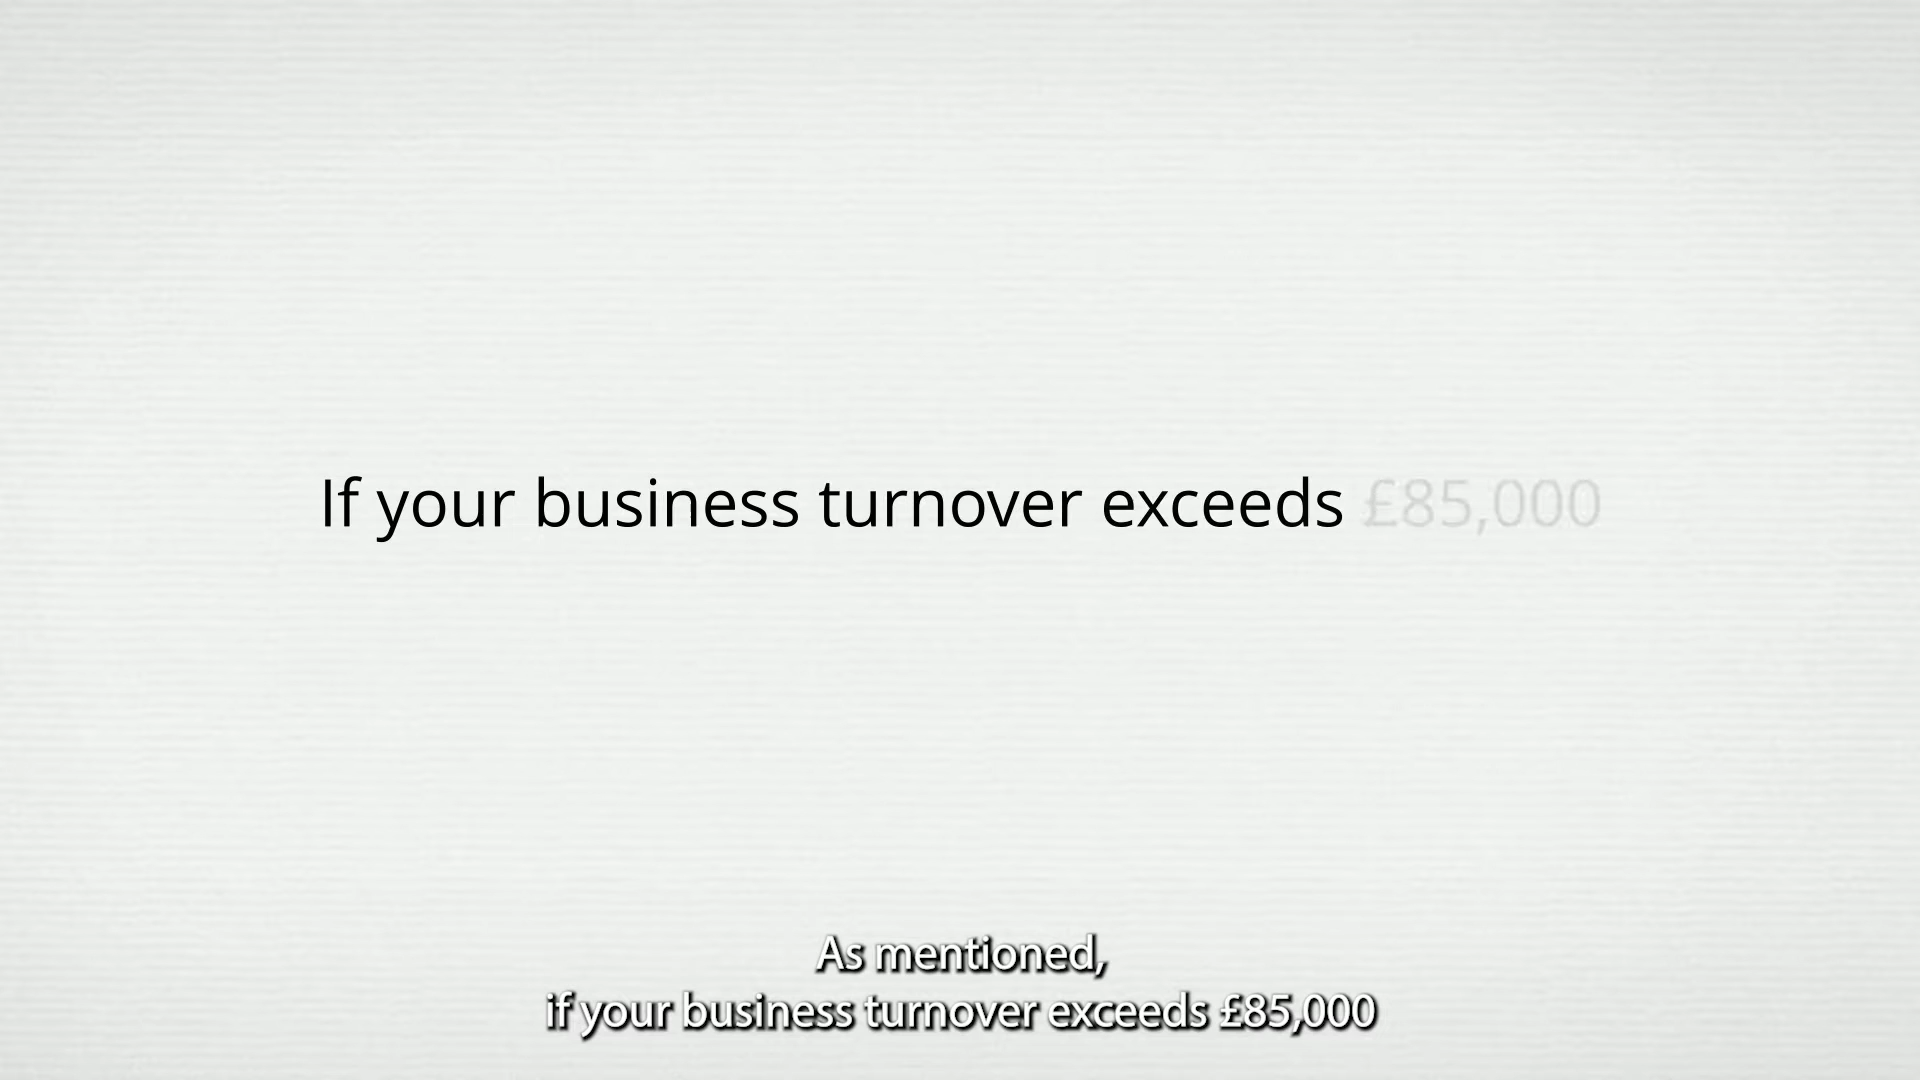 If your business turnover exceeds £85,000
As mentioned,
if your business turnover exceeds £85,000